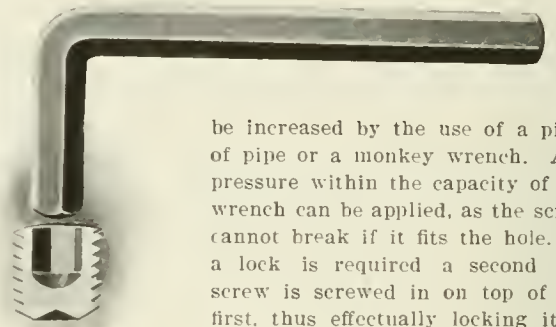 be increased by the use of a pi
of pipe or a monkey wrench. A
pressure within the capacity of
wrench can be applied, as the scr
cannot break if it fits the hole.
a lock is required a second
screw is screwed in on top of
first, thus effectually locking it